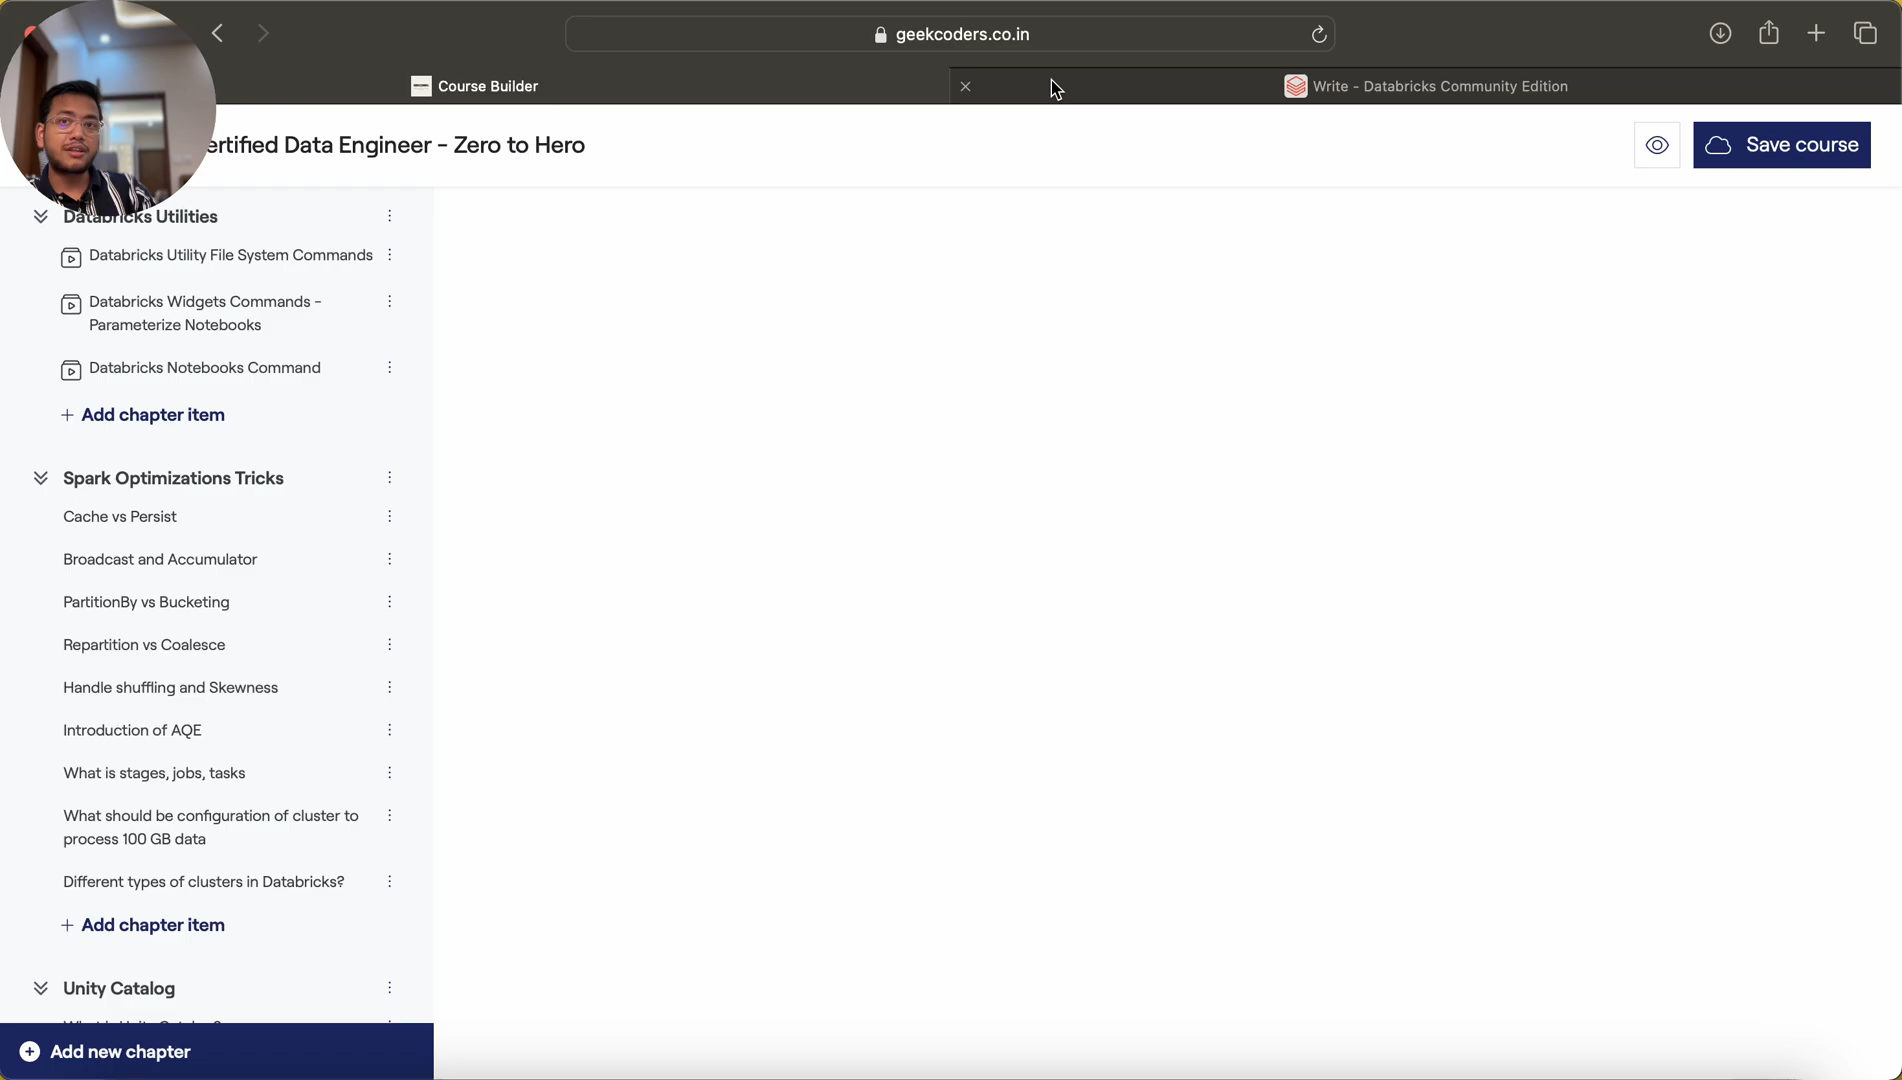 geekcoders.co.in
Course Builder
Write - Databricks Community Edition
ertified Data Engineer - Zero to Hero
Save course
Databricks Utilities
Databricks Utility File System Commands
Databricks Widgets Commands -
Parameterize Notebooks
Databricks Notebooks Command
+ Add chapter item
Spark Optimizations Tricks
Cache vs Persist
Broadcast and Accumulator
PartitionBy vs Bucketing
Repartition vs Coalesce
Handle shuffling and Skewness
Introduction of AQE
What is stages, jobs, tasks
What should be configuration of cluster to
process 100 GB data
Different types of clusters in Databricks?
+ Add chapter item
Unity Catalog
Add new chapter